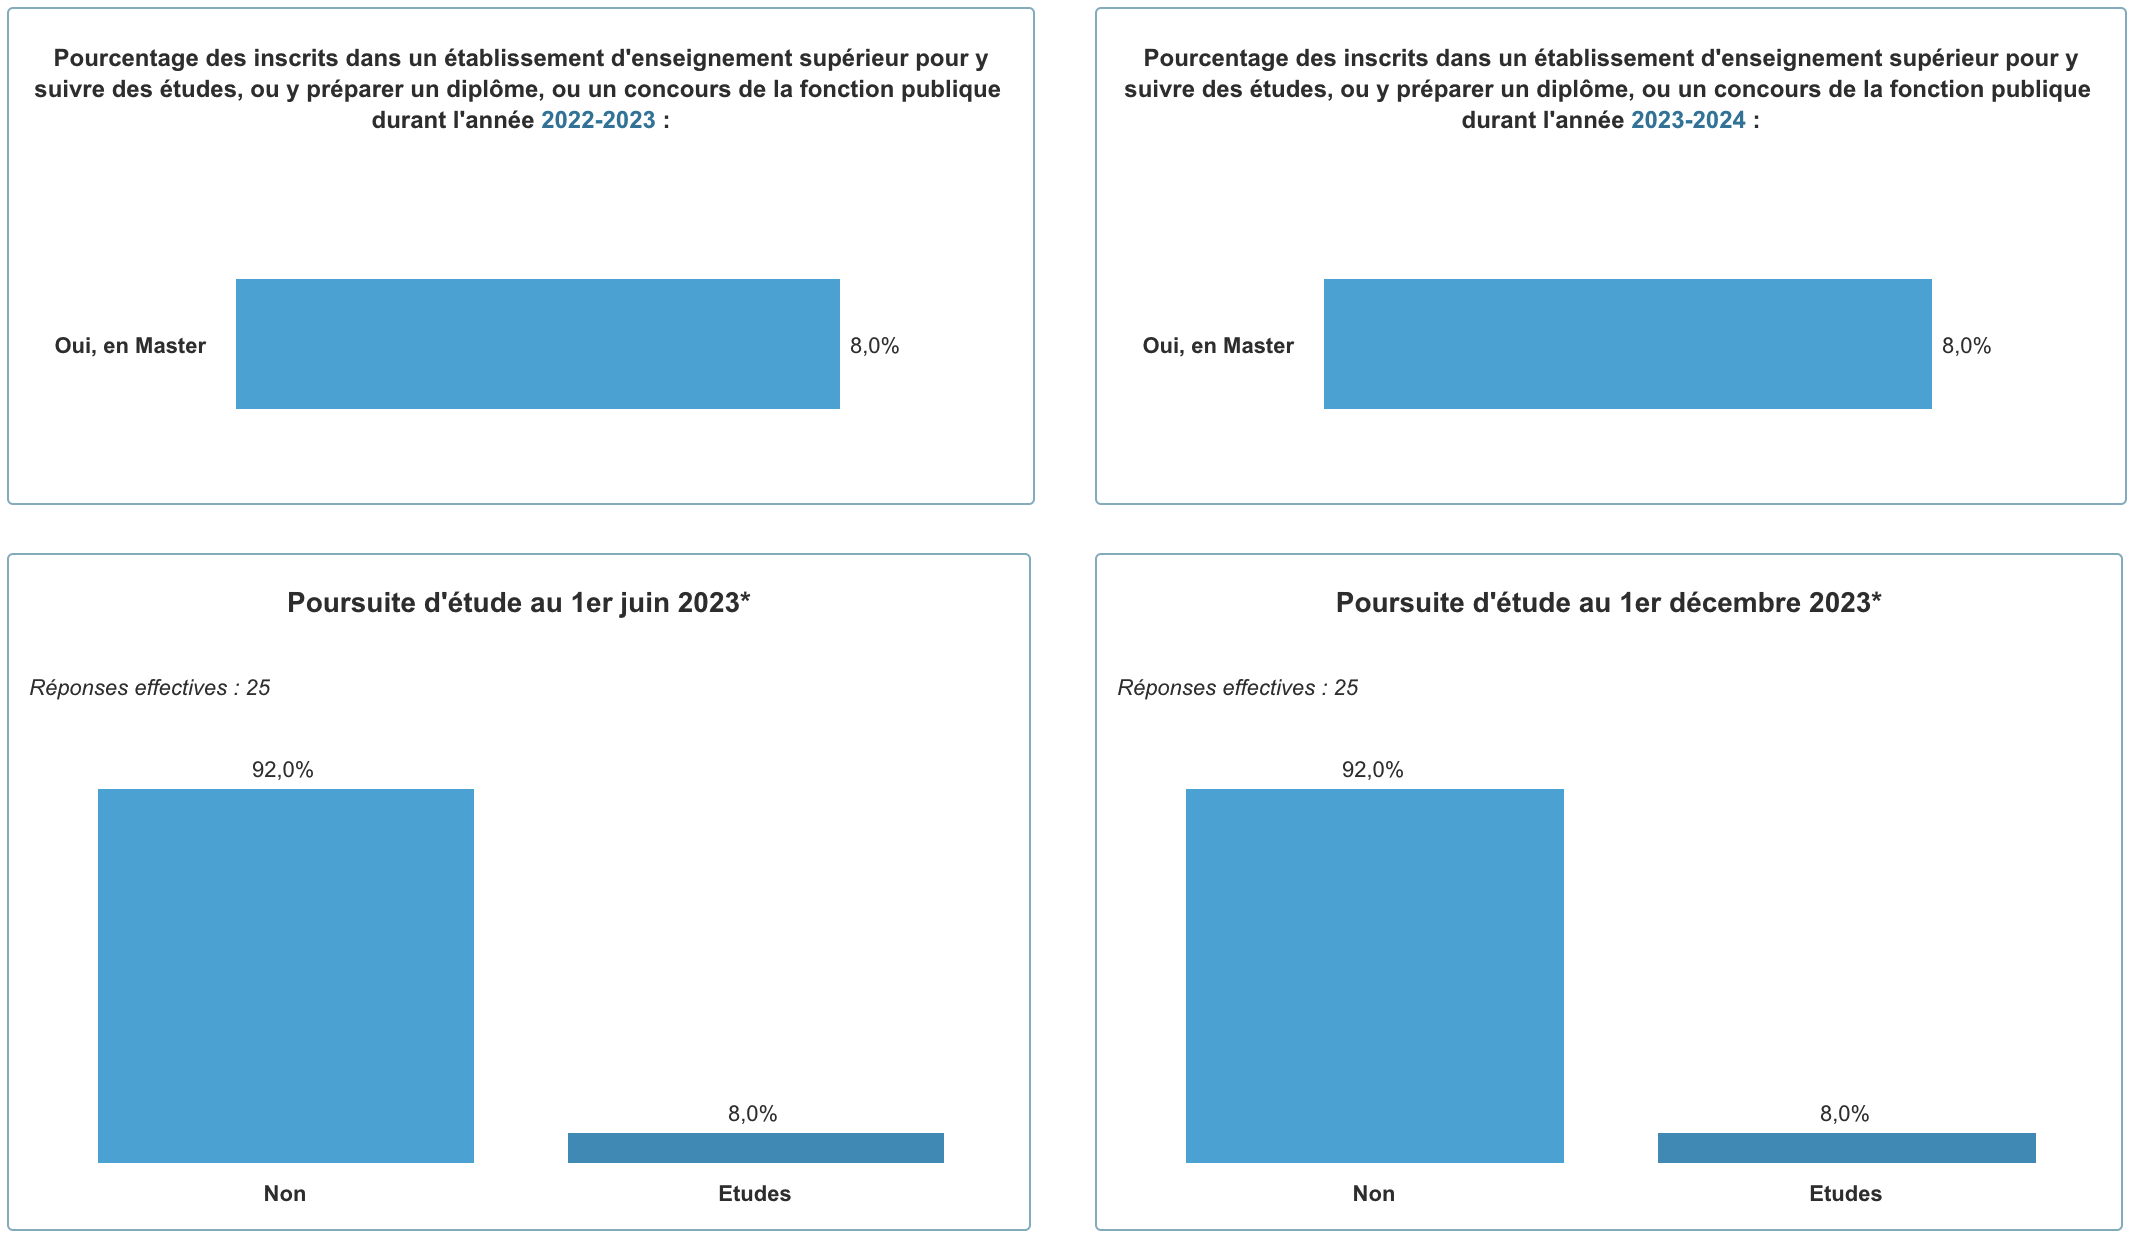 Pourcentage des inscrits dans un établissement d'enseignement supérieur pour y
suivre des études, ou y préparer un diplôme, ou un concours de la fonction publique
durant l'année 2022-2023 :
Oui, en Master
8,0%
Pourcentage des inscrits dans un établissement d'enseignement supérieur pour y
suivre des études, ou y préparer un diplôme, ou un concours de la fonction publique
durant l'année 2023-2024 :
Oui, en Master
8,0%
Poursuite d'étude au 1er juin 2023*
Réponses effectives : 25
92,0%
8,0%
Non
Etudes
Poursuite d'étude au 1er décembre 2023*
Réponses effectives : 25
92,0%
8,0%
Non
Etudes